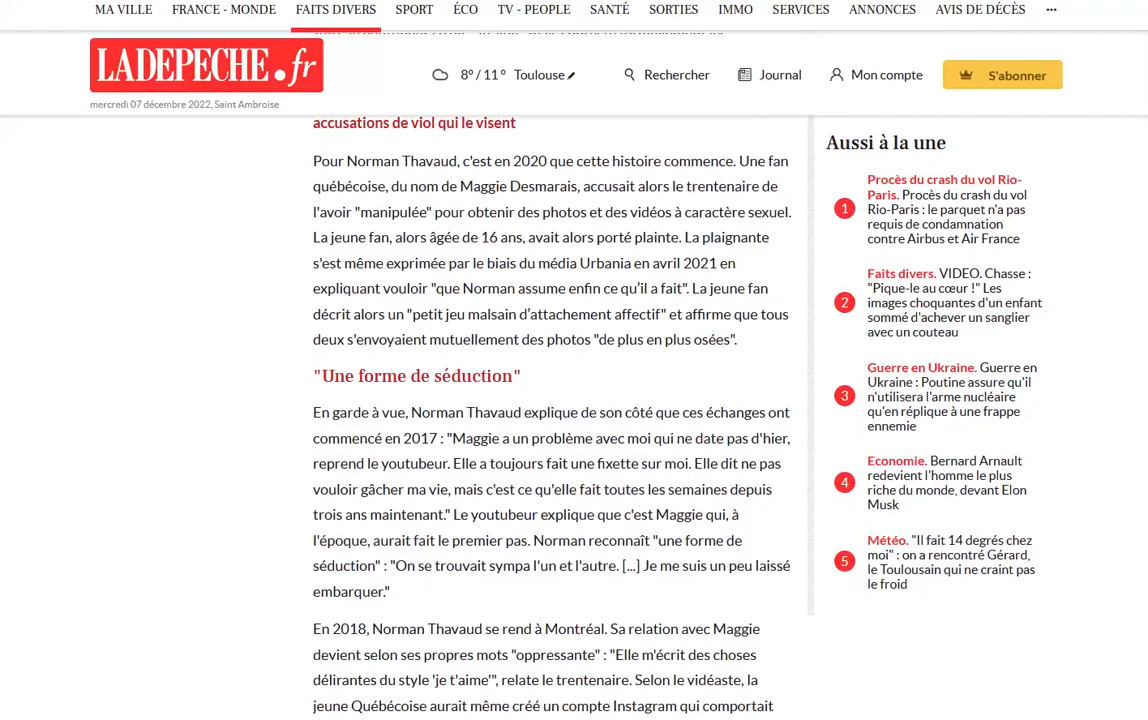 MA VILLE FRANCE - MONDE FAITS DIVERS SPORT ÉCO TV - PEOPLE SANTÉ SORTIES IMMO SERVICES ANNONCES AVIS DE DÉCÈS ···
LADEPECHE.fr
8° / 11° Toulouse
Rechercher
Journal
Mon compte
S'abonner
mercredi 07 décembre 2022, Saint Ambroise
accusations de viol qui le visent
Pour Norman Thavaud, c'est en 2020 que cette histoire commence. Une fan
québécoise, du nom de Maggie Desmarais, accusait alors le trentenaire de
l'avoir "manipulée" pour obtenir des photos et des vidéos à caractère sexuel.
La jeune fan, alors âgée de 16 ans, avait alors porté plainte. La plaignante
s'est même exprimée par le biais du média Urbania en avril 2021 en
expliquant vouloir "que Norman assume enfin ce qu’il a fait". La jeune fan
décrit alors un "petit jeu malsain d’attachement affectif" et affirme que tous
deux s'envoyaient mutuellement des photos "de plus en plus osées".
"Une forme de séduction"
En garde à vue, Norman Thavaud explique de son côté que ces échanges ont
commencé en 2017 : "Maggie a un problème avec moi qui ne date pas d'hier,
reprend le youtubeur. Elle a toujours fait une fixette sur moi. Elle dit ne pas
vouloir gâcher ma vie, mais c'est ce qu'elle fait toutes les semaines depuis
trois ans maintenant." Le youtubeur explique que c'est Maggie qui, à
l'époque, aurait fait le premier pas. Norman reconnaît "une forme de
séduction" : "On se trouvait sympa l'un et l'autre. [...] Je me suis un peu laissé
embarquer."
En 2018, Norman Thavaud se rend à Montréal. Sa relation avec Maggie
devient selon ses propres mots "oppressante" : "Elle m'écrit des choses
délirantes du style 'je t'aime'", relate le trentenaire. Selon le vidéaste, la
jeune Québécoise aurait même créé un compte Instagram qui comportait
Aussi à la une
1
Procès du crash du vol Rio-
Paris. Procès du crash du vol
Rio-Paris : le parquet n'a pas
requis de condamnation
contre Airbus et Air France
2
Faits divers. VIDEO. Chasse :
"Pique-le au cœur !" Les
images choquantes d'un enfant
sommé d'achever un sanglier
avec un couteau
3
Guerre en Ukraine. Guerre en
Ukraine : Poutine assure qu'il
n'utilisera l'arme nucléaire
qu'en réplique à une frappe
ennemie
4
Economie. Bernard Arnault
redevient l'homme le plus
riche du monde, devant Elon
Musk
5
Météo. "Il fait 14 degrés chez
moi" : on a rencontré Gérard,
le Toulousain qui ne craint pas
le froid